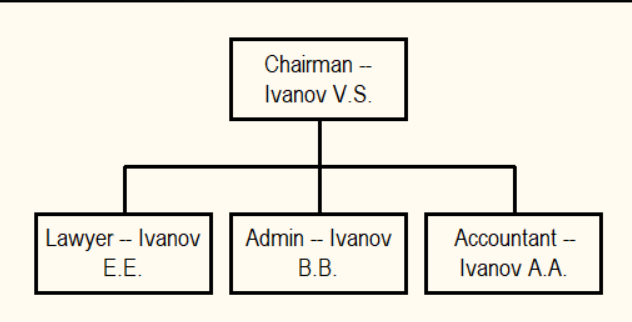 Chairman --
Ivanov V.S.
Lawyer -- Ivanov
E.E.
Admin -- Ivanov
B.B.
Accountant --
Ivanov A.A.